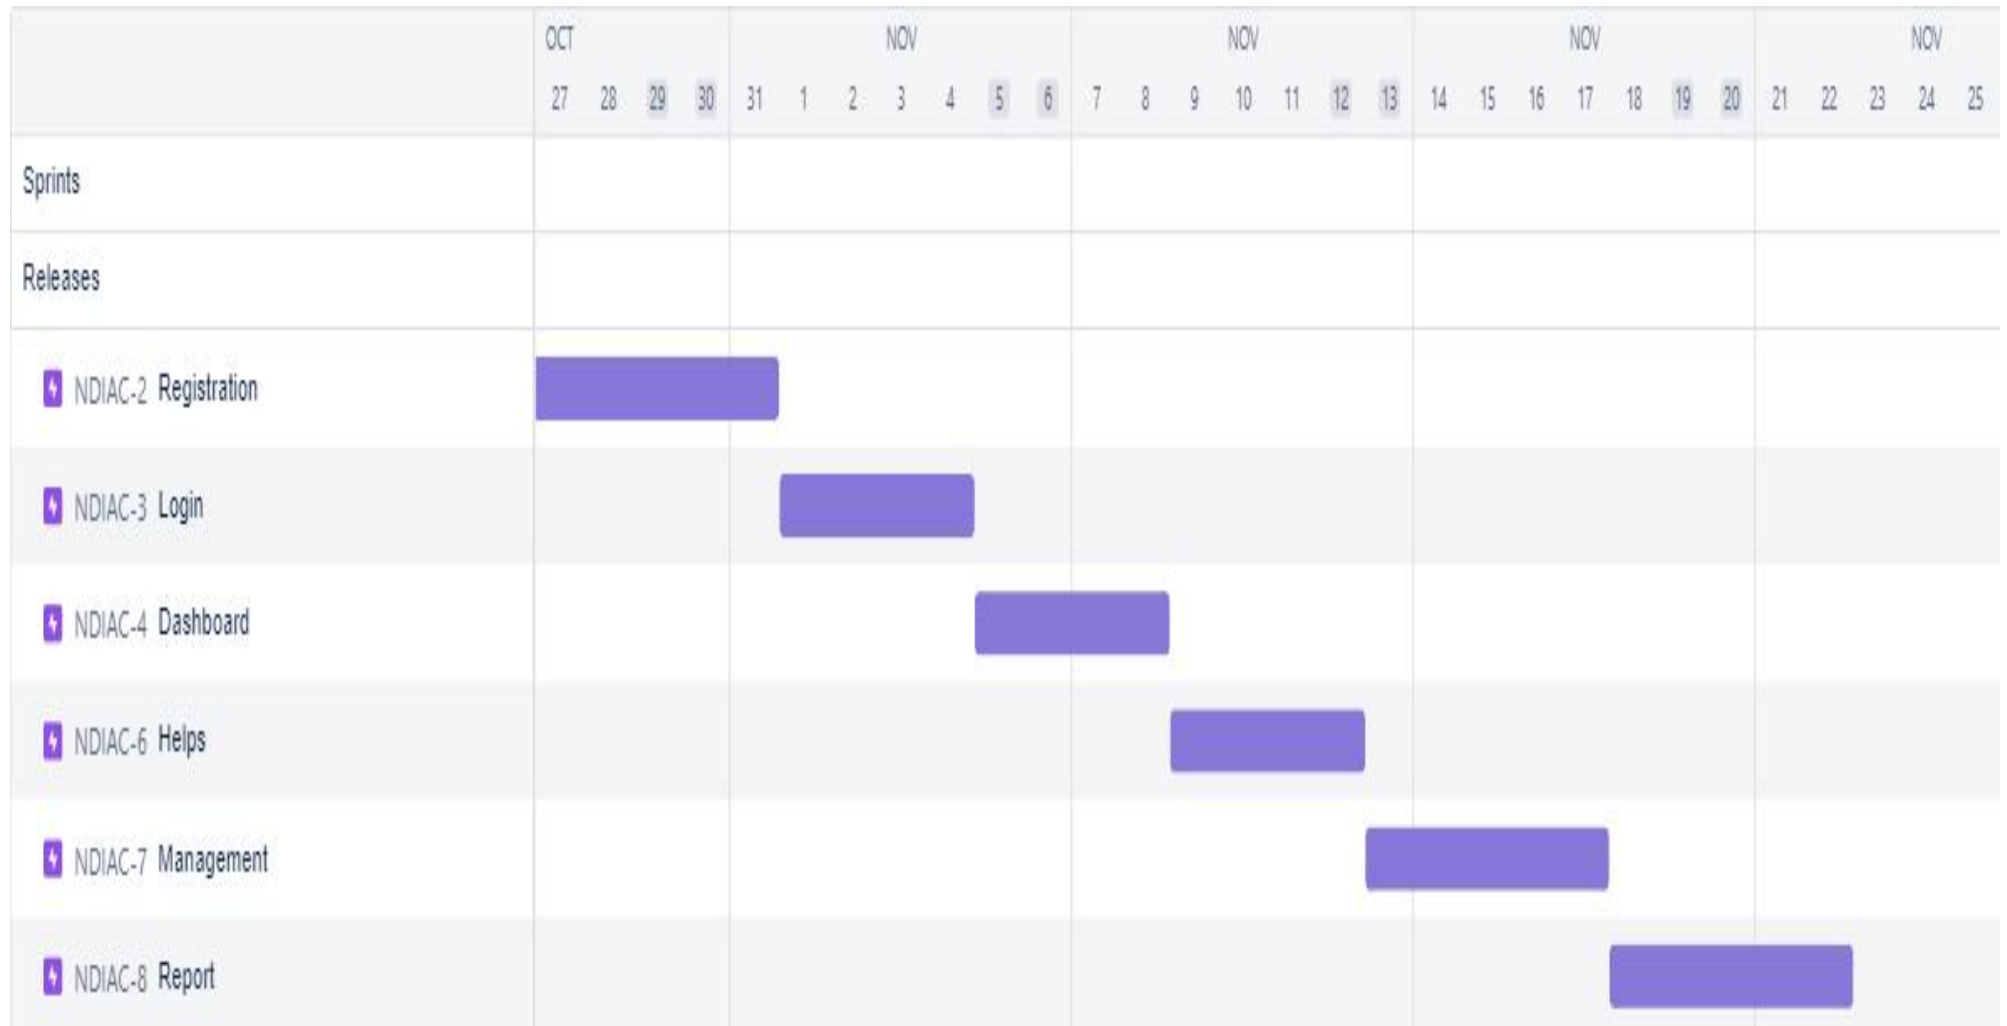 OCT NOV NOV NOV NOV
27 28 29 30 31 1 2 3 4 5 6 7 8 9 10 11 12 13 14 15 16 17 18 19 20 21 22 23 24 25
Sprints
Releases
NDIAC-2 Registration
NDIAC-3 Login
NDIAC-4 Dashboard
NDIAC-6 Helps
NDIAC-7 Management
NDIAC-8 Report